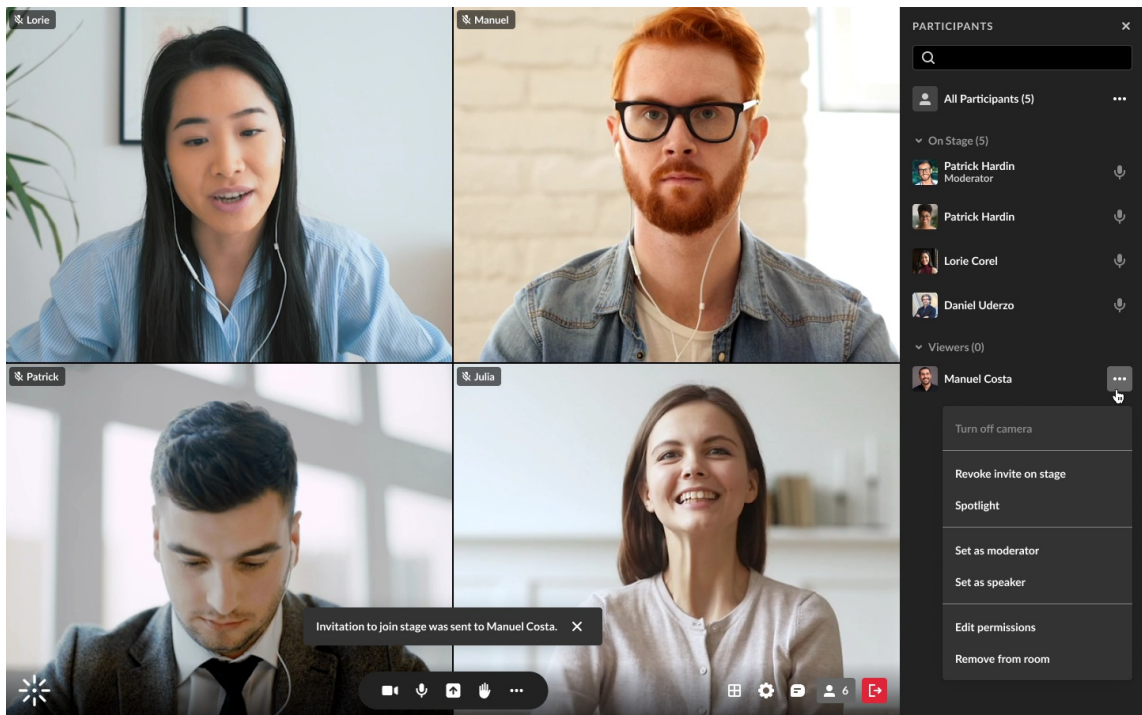 Lorie
Manuel
Patrick
Julia
Invitation to join stage was sent to Manuel Costa.
6
PARTICIPANTS
All Participants (5)
On Stage (5)
Patrick Hardin
Moderator
Patrick Hardin
Lorie Corel
Daniel Uderzo
Viewers (0)
Manuel Costa
Turn off camera
Revoke invite on stage
Spotlight
Set as moderator
Set as speaker
Edit permissions
Remove from room